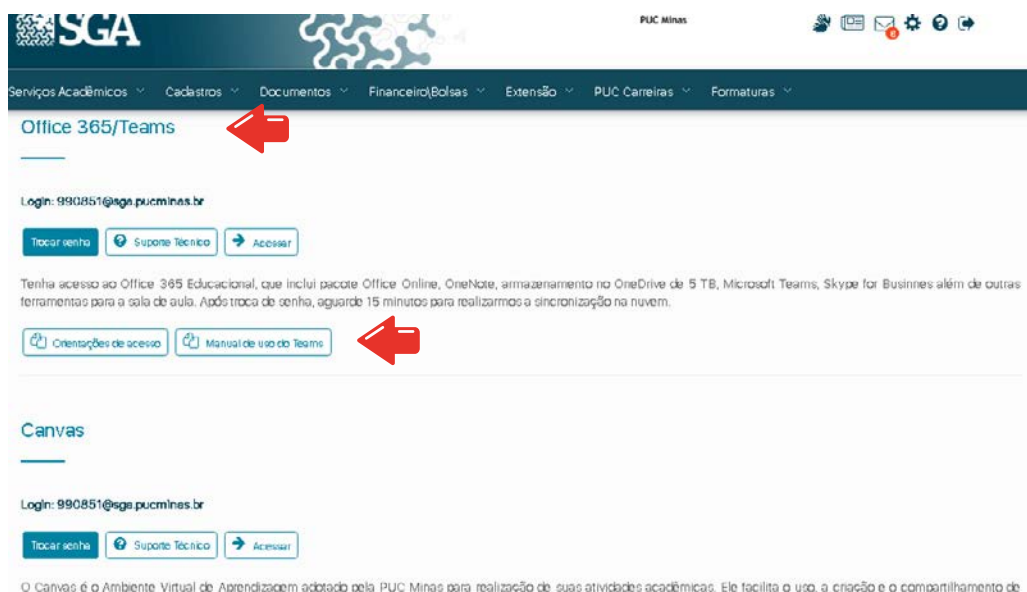 SGA
PUC Minas
6
Serviços Acadêmicos Cadastros Documentos Financeiro\Bolsas Extensão PUC Carreiras Formaturas
Office 365/Teams
Login: 990851@sga.pucminas.br
Trocar senha Suporte Técnico Acessar
Tenha acesso ao Office 365 Educacional, que inclui pacote Office Online, OneNote, armazenamento no OneDrive de 5 TB, Microsoft Teams, Skype for Businnes além de outras
ferramentas para a sala de aula. Após troca de senha, aguarde 15 minutos para realizarmos a sincronização na nuvem.
Orientações de acesso Manual de uso do Teams
Canvas
Login: 990851@sga.pucminas.br
Trocar senha Suporte Técnico Acessar
O Canvas é o Ambiente Virtual de Aprendizagem adotado pela PUC Minas para realização de suas atividades acadêmicas. Ele facilita o uso, a criação e o compartilhamento de